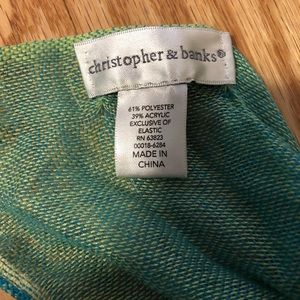 christopher & banks®
61% POLYESTER
39% ACRYLIC
EXCLUSIVE OF
ELASTIC
RN 63823
00018-6284
MADE IN
CHINA